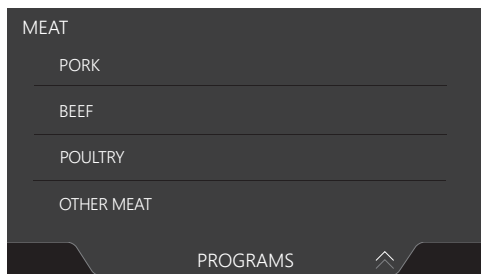 MEAT
PORK
BEEF
POULTRY
OTHER MEAT
PROGRAMS